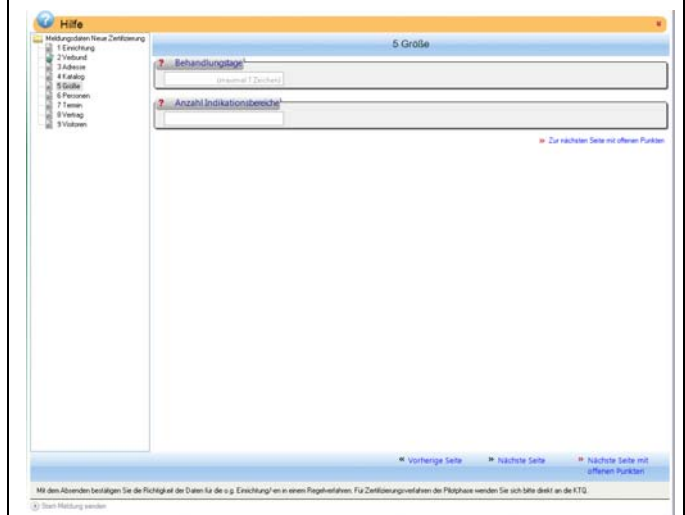 Hilfe
Meldungsdaten Neue Zertifizierung
1 Einrichtung
2 Verbund
3 Adresse
4 Katalog
5 Größe
6 Personen
7 Termin
8 Vertrag
9 Visitoren
5 Größe
? Behandlungstage¹
(maximal 7 Zeichen)
? Anzahl Indikationsbereiche¹
Zur nächsten Seite mit offenen Punkten
Vorherige Seite
Nächste Seite
Nächste Seite mit
offenen Punkten
Mit dem Absenden bestätigen Sie die Richtigkeit der Daten für die o.g. Einrichtung/-en in einem Regelverfahren. Für Zertifizierungsverfahren der Pilotphase wenden Sie sich bitte direkt an die KTQ.
Start Meldung senden